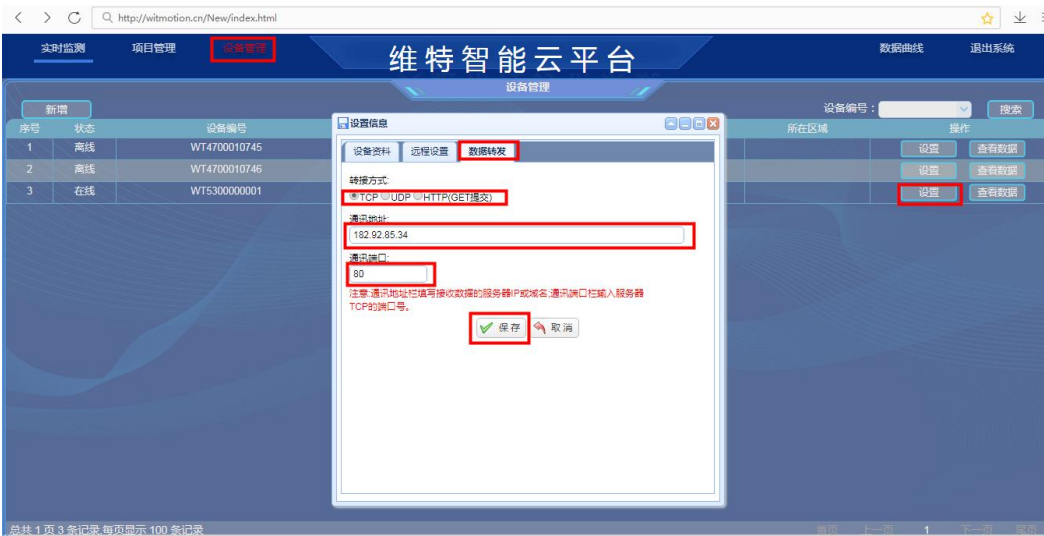 http://witmotion.cn/New/index.html
实时监测 项目管理 设备管理 维特智能云平台 数据曲线 退出系统
设备管理
新增 设备编号： 搜索
序号 状态 设备编号 所在区域 操作
1 离线 WT4700010745 设置 查看数据
2 离线 WT4700010746 设置 查看数据
3 在线 WT5300000001 设置 查看数据
设置信息
设备资料 远程设置 数据转发
转接方式:
TCP UDP HTTP(GET提交)
通讯地址:
182.92.85.34
通讯端口:
80
注意:通讯地址栏填写接收数据的服务器IP或域名;通讯端口栏输入服务器
TCP的端口号。
保存 取消
总共 1 页 3 条记录,每页显示 100 条记录 首页 上一页 1 下一页 尾页